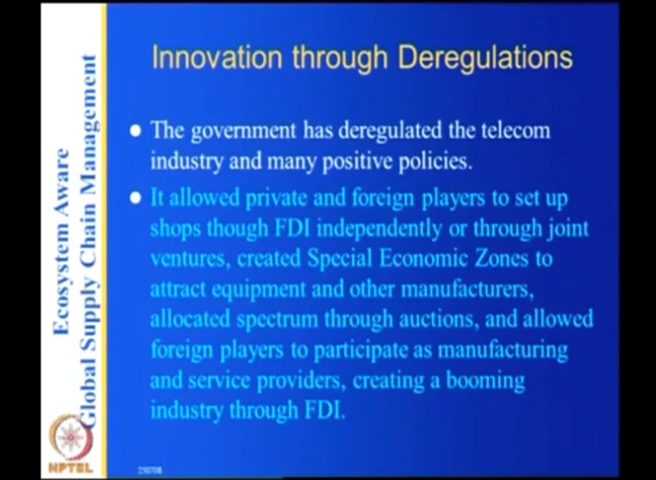 Innovation through Deregulations
● The government has deregulated the telecom
industry and many positive policies.
● It allowed private and foreign players to set up
shops though FDI independently or through joint
ventures, created Special Economic Zones to
attract equipment and other manufacturers,
allocated spectrum through auctions, and allowed
foreign players to participate as manufacturing
and service providers, creating a booming
industry through FDI.
Ecosystem Aware
Global Supply Chain Management
NPTEL
250708